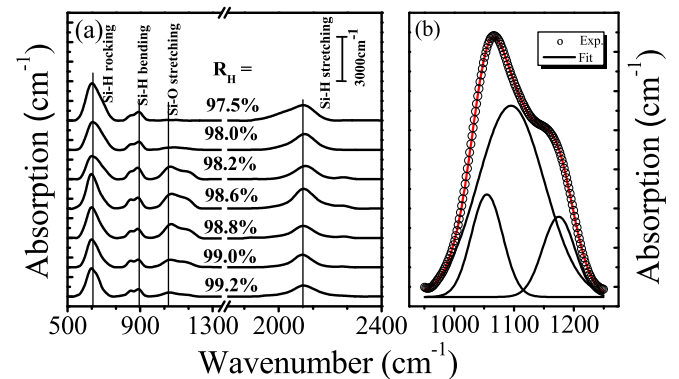 (a)
Si-H rocking
Si-H bending
Si-O stretching
R_H =
Si-H stretching
3000cm^-1
97.5%
98.0%
98.2%
98.6%
98.8%
99.0%
99.2%
Absorption (cm^-1)
500 900 1300 2000 2400
(b)
Exp.
Fit
1000 1100 1200
Absorption (cm^-1)
Wavenumber (cm^-1)